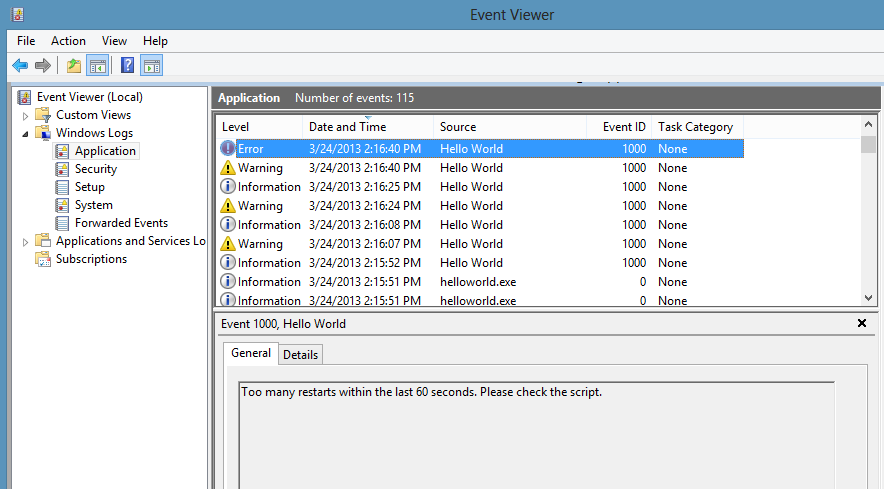 Event Viewer
File Action View Help
Event Viewer (Local)
Custom Views
Windows Logs
Application
Security
Setup
System
Forwarded Events
Applications and Services Lo
Subscriptions
Application Number of events: 115
Level Date and Time Source Event ID Task Category
Error 3/24/2013 2:16:40 PM Hello World 1000 None
Warning 3/24/2013 2:16:40 PM Hello World 1000 None
Information 3/24/2013 2:16:25 PM Hello World 1000 None
Warning 3/24/2013 2:16:24 PM Hello World 1000 None
Information 3/24/2013 2:16:08 PM Hello World 1000 None
Warning 3/24/2013 2:16:07 PM Hello World 1000 None
Information 3/24/2013 2:15:52 PM Hello World 1000 None
Information 3/24/2013 2:15:51 PM helloworld.exe 0 None
Information 3/24/2013 2:15:51 PM helloworld.exe 0 None
Event 1000, Hello World
General Details
Too many restarts within the last 60 seconds. Please check the script.